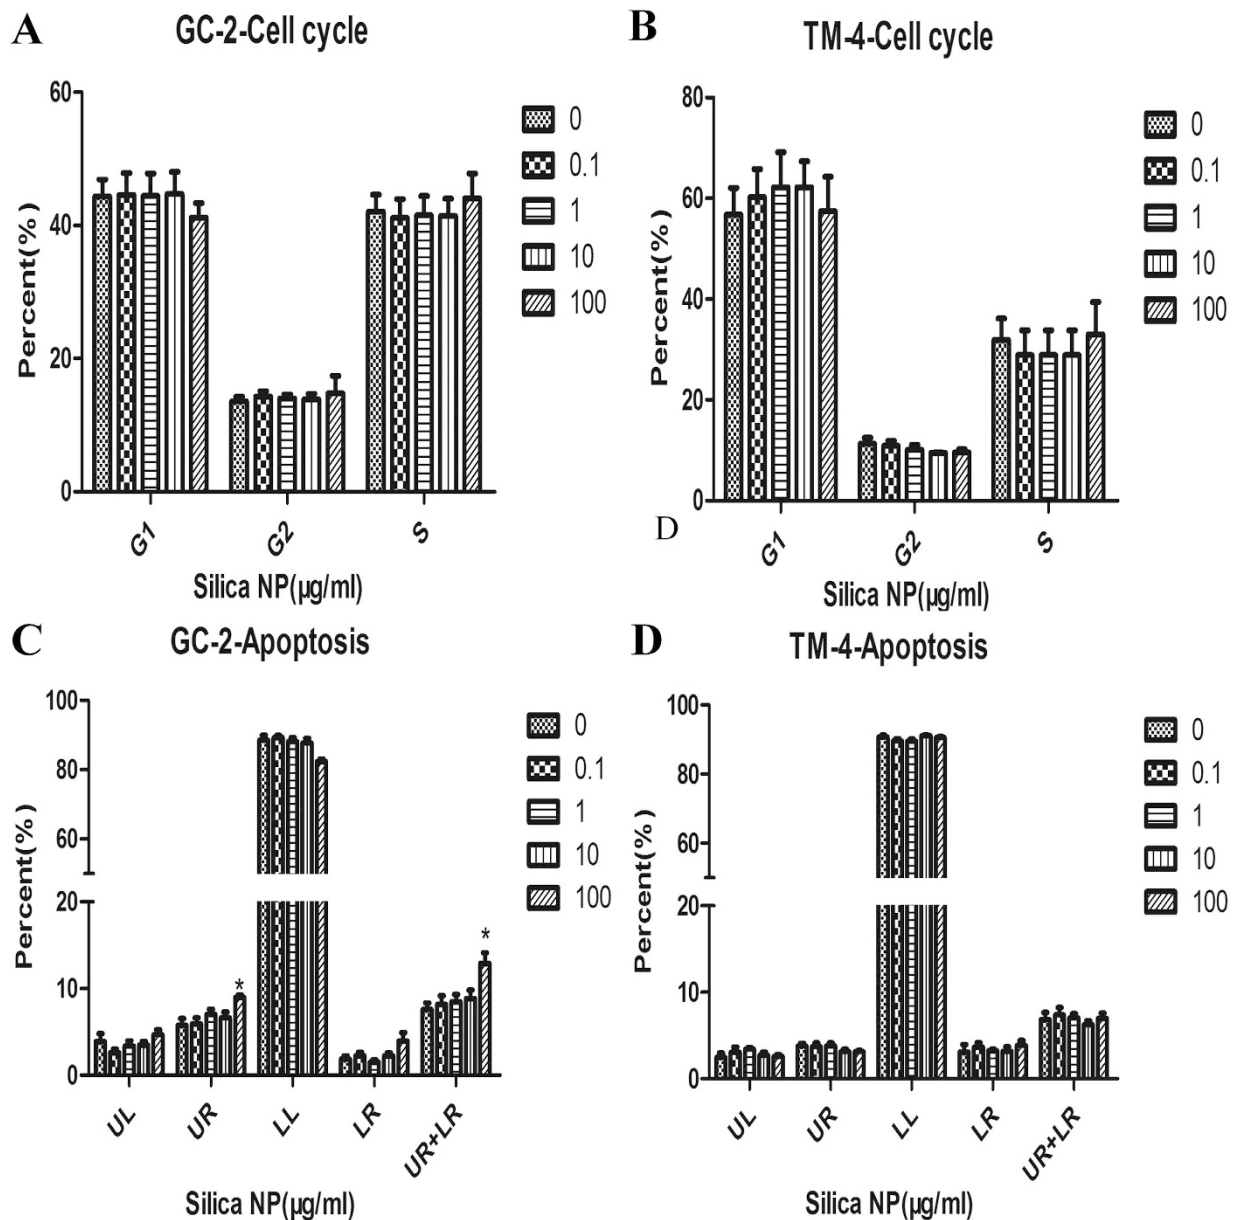 A
GC-2-Cell cycle
Percent(%)
60
40
20
0
G1
G2
S
Silica NP(µg/ml)
0
0.1
1
10
100
B
TM-4-Cell cycle
Percent(%)
80
60
40
20
0
D
G1
G2
S
Silica NP(µg/ml)
0
0.1
1
10
100
C
GC-2-Apoptosis
Percent(%)
Percent(%)
100
80
60
20
10
0
*
*
UL
UR
LL
LR
UR+LR
Silica NP(µg/ml)
0
0.1
1
10
100
D
TM-4-Apoptosis
Percent(%)
Percent(%)
100
80
60
20
10
0
UL
UR
LL
LR
UR+LR
Silica NP(µg/ml)
0
0.1
1
10
100